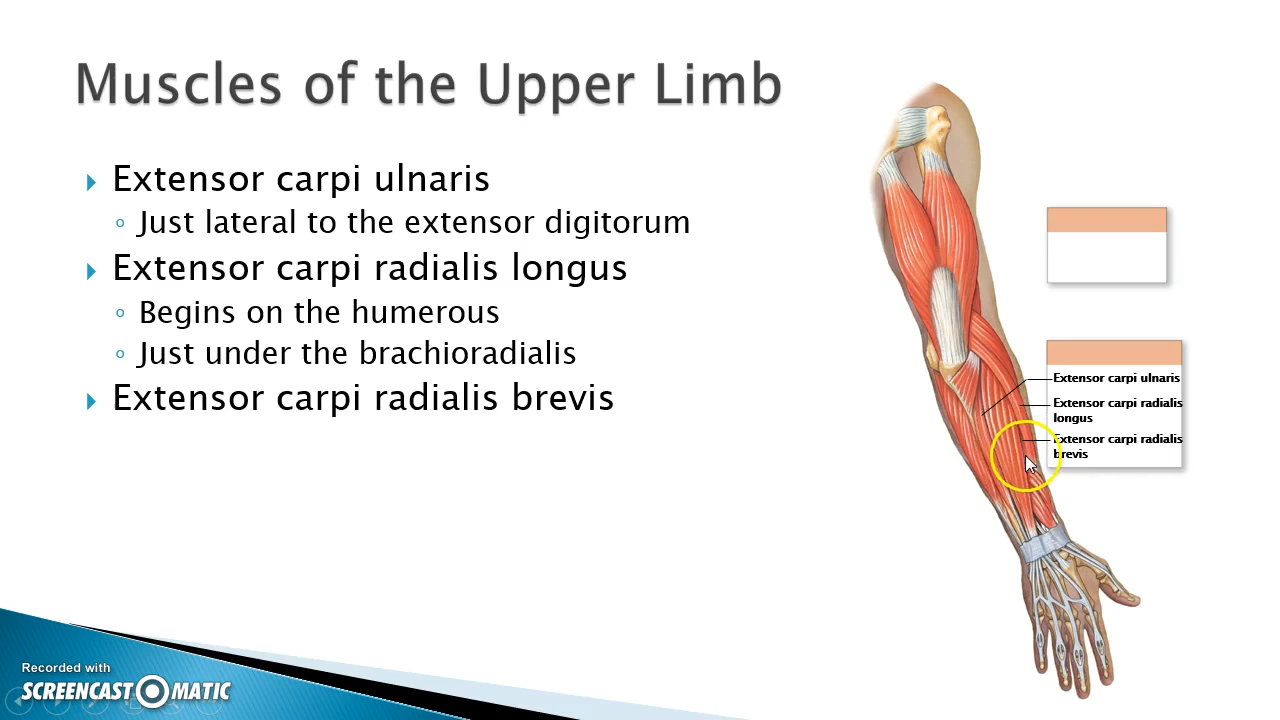 Muscles of the Upper Limb
Extensor carpi ulnaris
Just lateral to the extensor digitorum
Extensor carpi radialis longus
Begins on the humerous
Just under the brachioradialis
Extensor carpi radialis brevis
Extensor carpi ulnaris
Extensor carpi radialis
longus
Extensor carpi radialis
brevis
Recorded with
SCREENCAST-O-MATIC